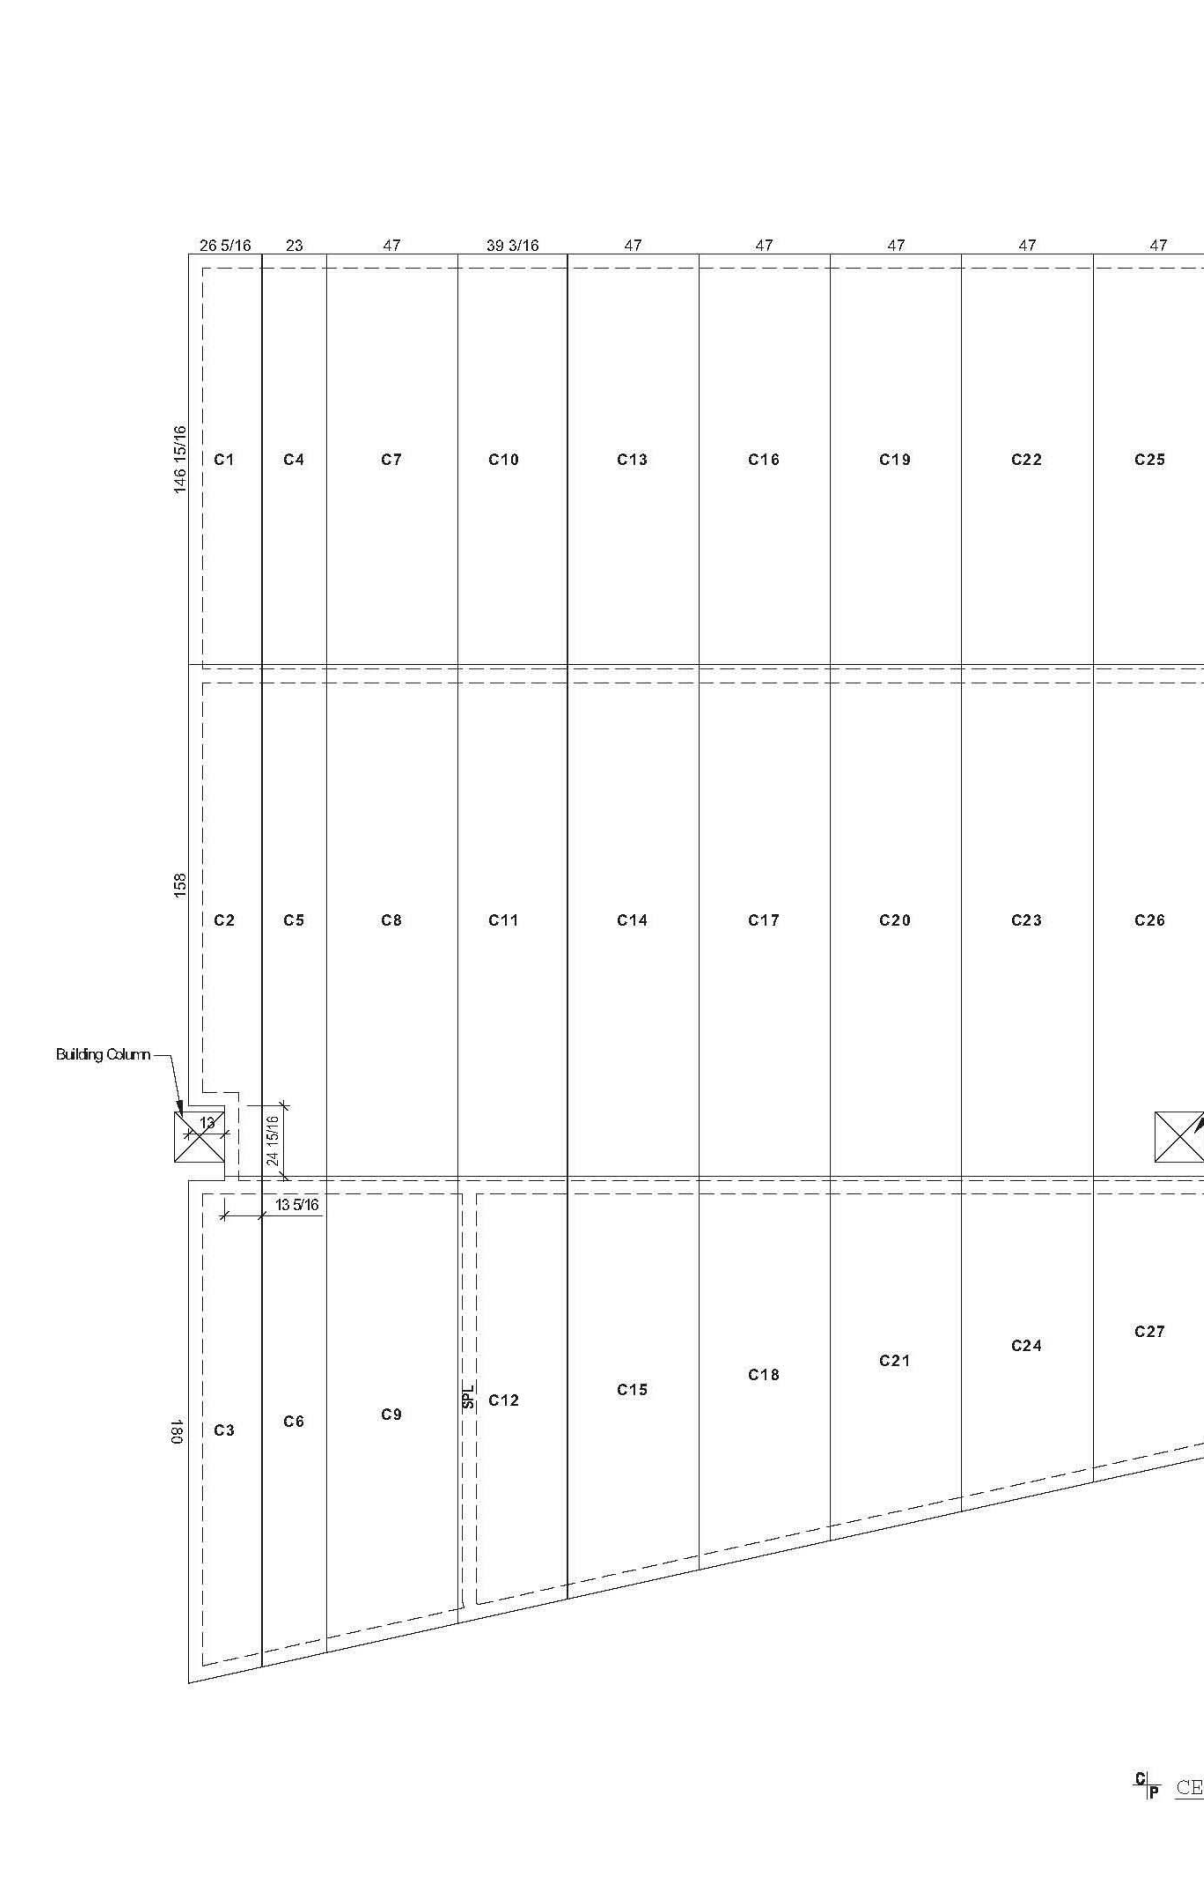 26 5/16 23 47 39 3/16 47 47 47 47 47
146 15/16
C1 C4 C7 C10 C13 C16 C19 C22 C25
158
C2 C5 C8 C11 C14 C17 C20 C23 C26
Building Column
13
24 15/16
13 5/16
180
C3 C6 C9 SPL C12 C15 C18 C21 C24 C27
C P CE